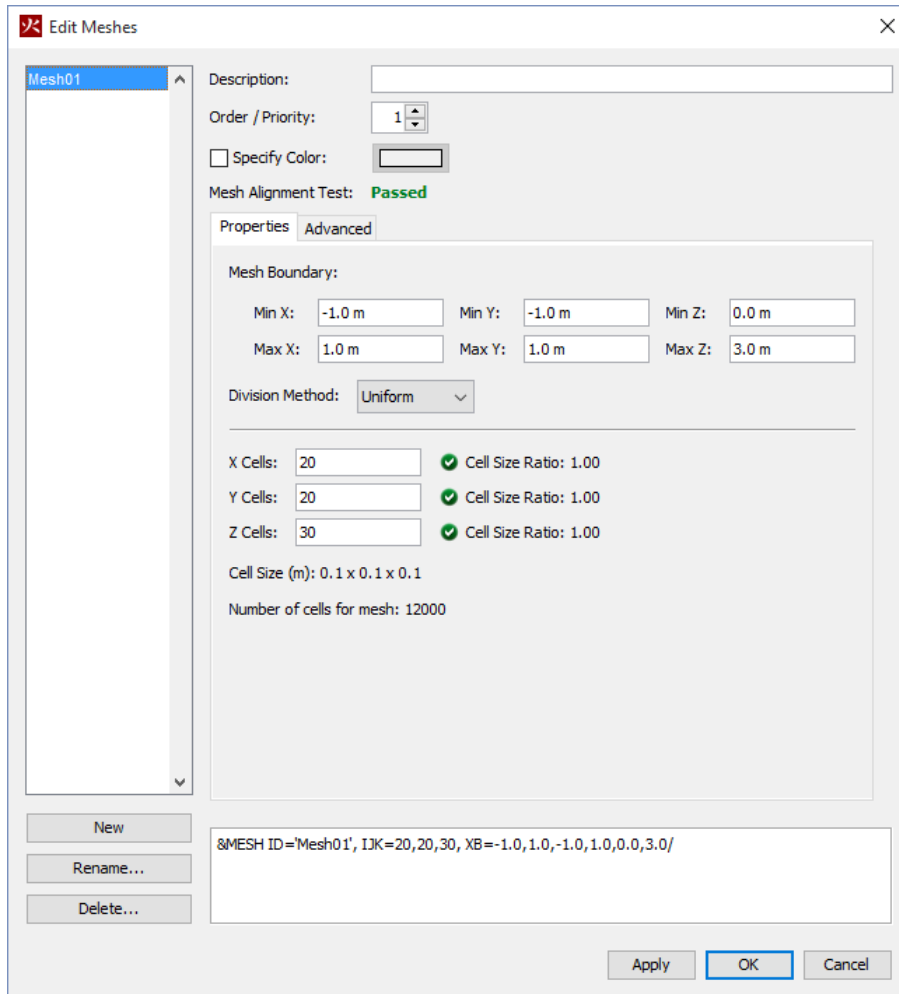 火 Edit Meshes
Mesh01
Description:
Order / Priority: 1
Specify Color:
Mesh Alignment Test: Passed
Properties Advanced
Mesh Boundary:
Min X: -1.0 m Min Y: -1.0 m Min Z: 0.0 m
Max X: 1.0 m Max Y: 1.0 m Max Z: 3.0 m
Division Method: Uniform
X Cells: 20 Cell Size Ratio: 1.00
Y Cells: 20 Cell Size Ratio: 1.00
Z Cells: 30 Cell Size Ratio: 1.00
Cell Size (m): 0.1 x 0.1 x 0.1
Number of cells for mesh: 12000
New
Rename...
Delete...
&MESH ID='Mesh01', IJK=20,20,30, XB=-1.0,1.0,-1.0,1.0,0.0,3.0/
Apply OK Cancel